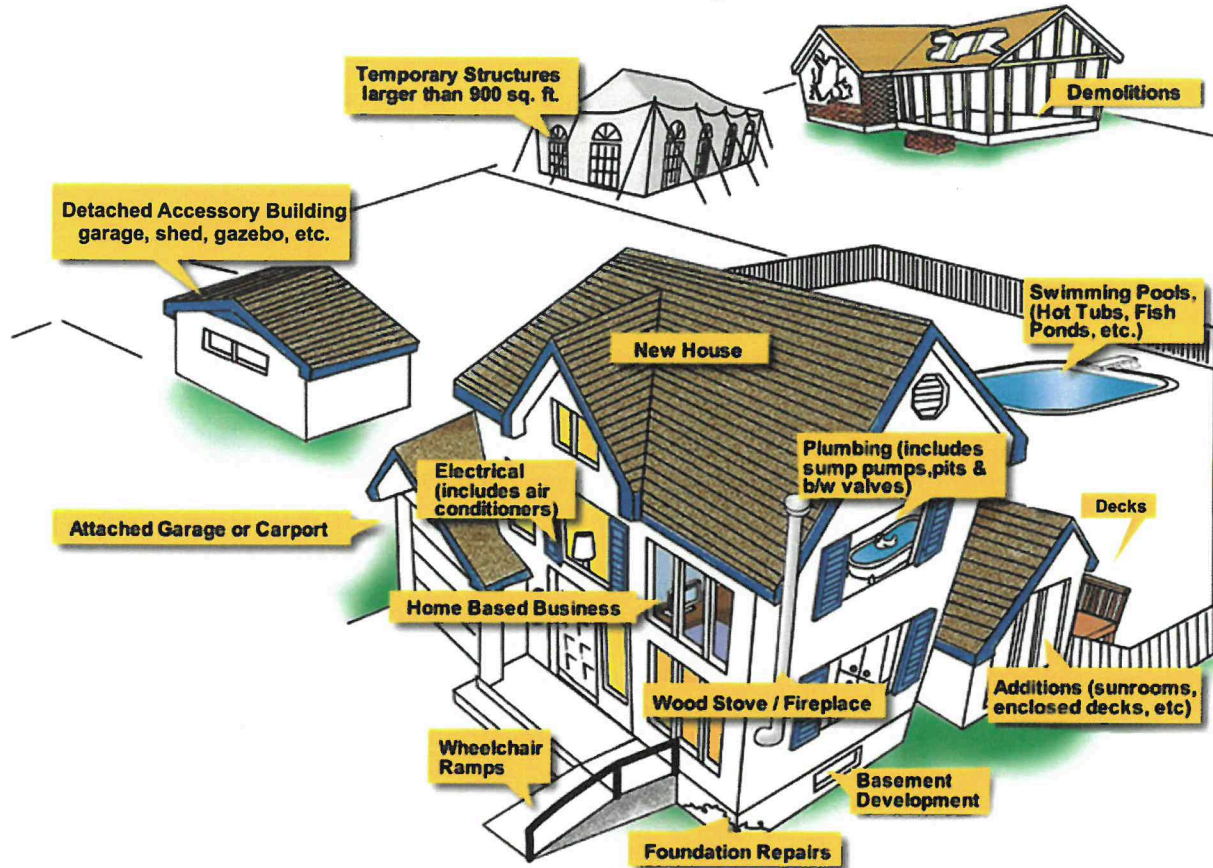 Temporary Structures
larger than 900 sq. ft.
Demolitions
Detached Accessory Building
garage, shed, gazebo, etc.
Swimming Pools,
(Hot Tubs, Fish
Ponds, etc.)
New House
Plumbing (includes
sump pumps,pits &
b/w valves)
Electrical
(includes air
conditioners)
Decks
Attached Garage or Carport
Home Based Business
Additions (sunrooms,
enclosed decks, etc)
Wood Stove / Fireplace
Wheelchair
Ramps
Basement
Development
Foundation Repairs